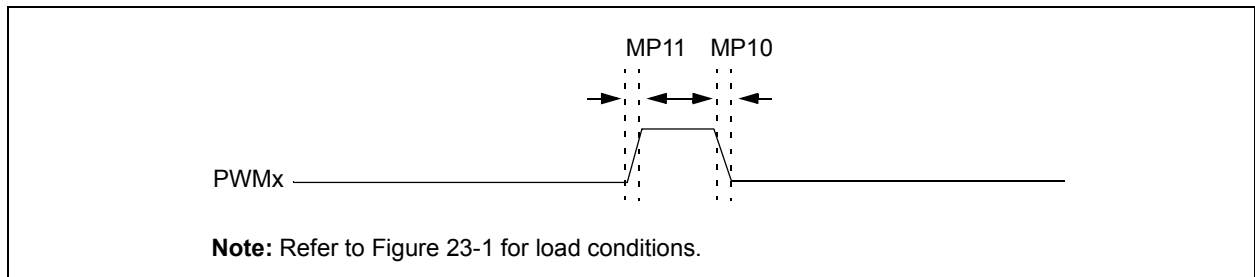 MP11 MP10
PWMx
Note: Refer to Figure 23-1 for load conditions.